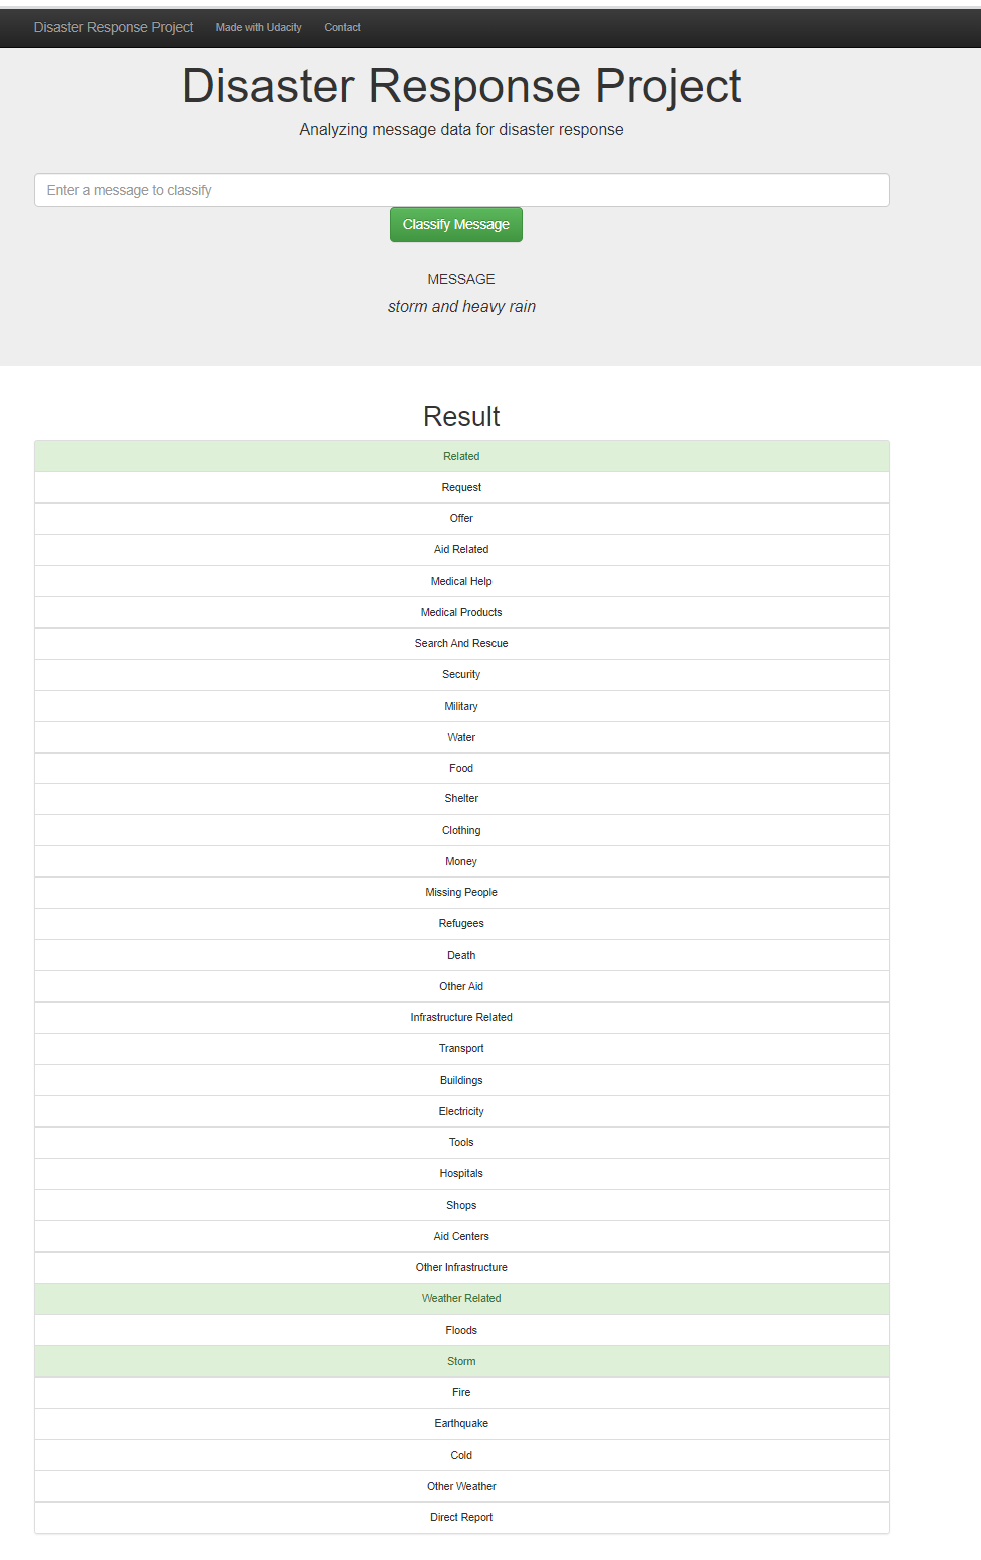 Disaster Response Project Made with Udacity Contact
Disaster Response Project
Analyzing message data for disaster response
Enter a message to classify
Classify Message
MESSAGE
storm and heavy rain
Result
Related
Request
Offer
Aid Related
Medical Help
Medical Products
Search And Rescue
Security
Military
Water
Food
Shelter
Clothing
Money
Missing People
Refugees
Death
Other Aid
Infrastructure Related
Transport
Buildings
Electricity
Tools
Hospitals
Shops
Aid Centers
Other Infrastructure
Weather Related
Floods
Storm
Fire
Earthquake
Cold
Other Weather
Direct Report